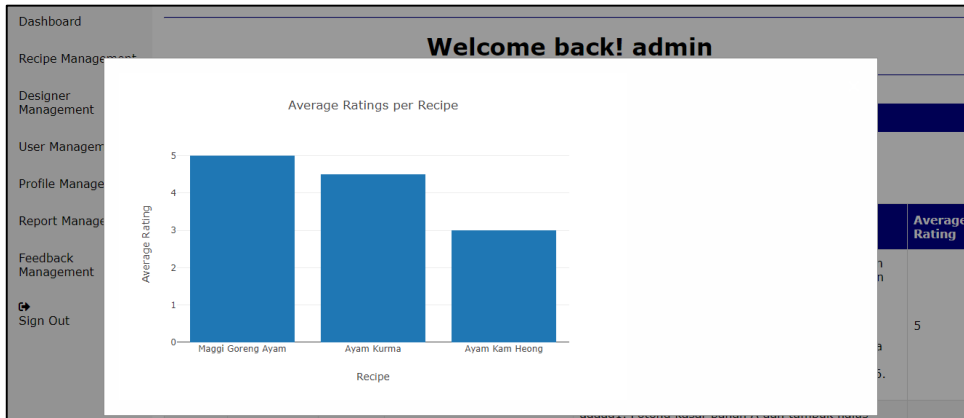 Dashboard
Recipe Management
Designer
Management
User Managem
Profile Manage
Report Manage
Feedback
Management
Sign Out
Welcome back! admin
Average Ratings per Recipe
Average Rating
5
4
3
2
1
0
Maggi Goreng Ayam
Ayam Kurma
Ayam Kam Heong
Recipe
Average
Rating
n
n
5
a
6.